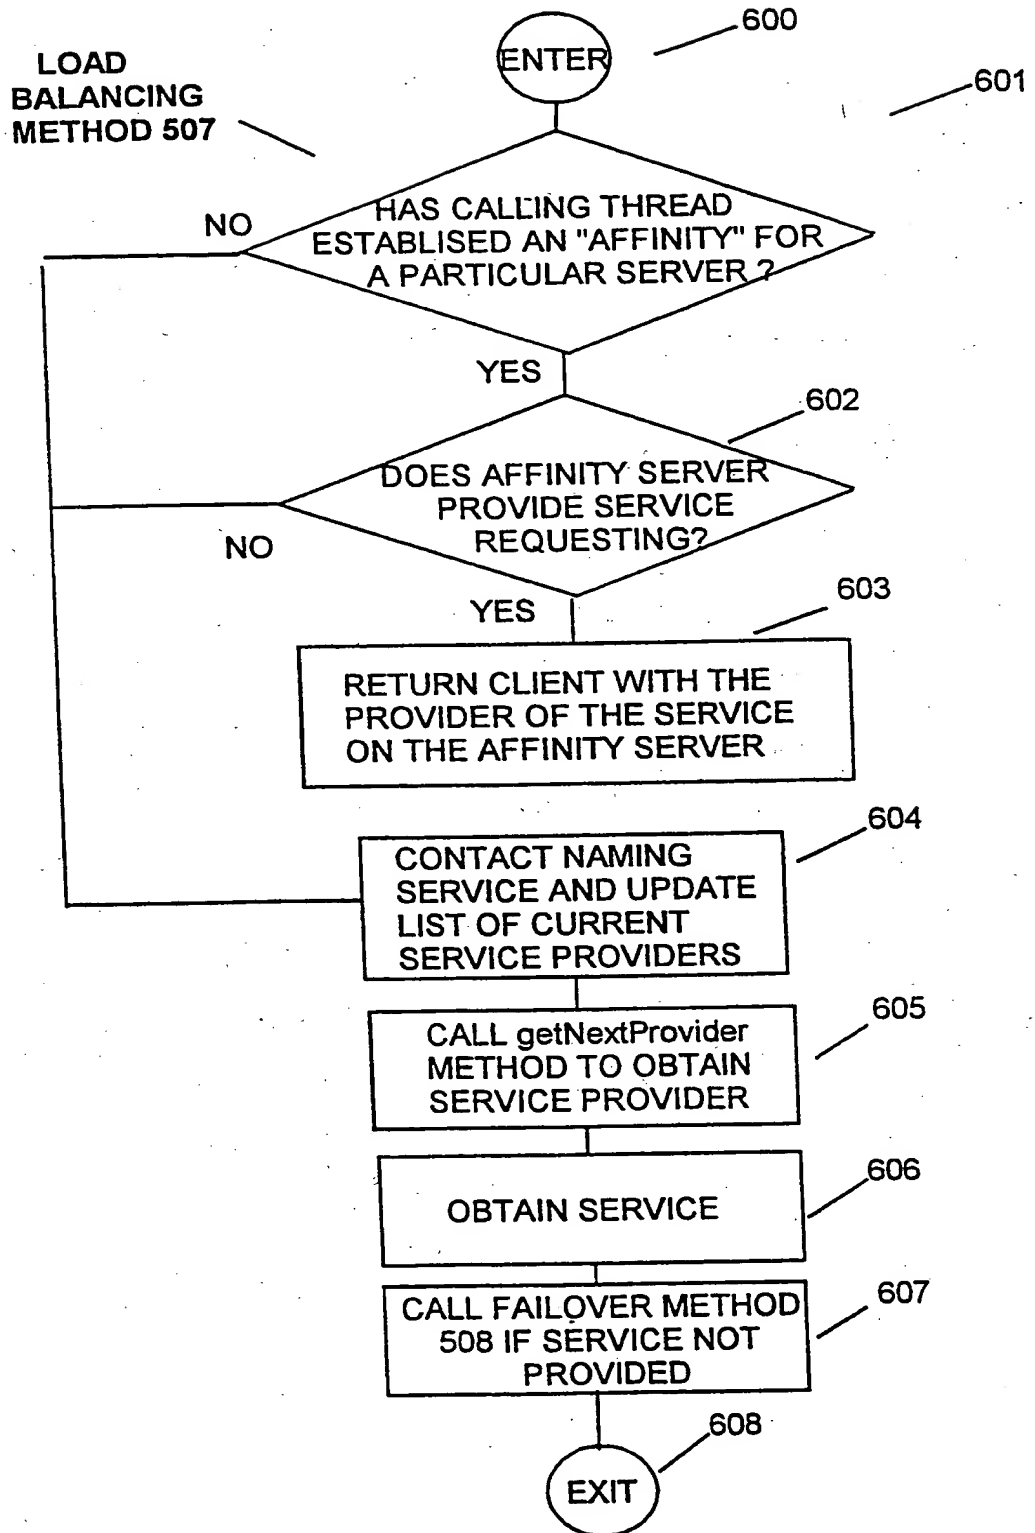 600
ENTER
LOAD
BALANCING
METHOD 507
601
HAS CALLING THREAD
ESTABLISED AN "AFFINITY" FOR
A PARTICULAR SERVER ?
NO
YES
602
DOES AFFINITY SERVER
PROVIDE SERVICE
REQUESTING?
NO
YES
603
RETURN CLIENT WITH THE
PROVIDER OF THE SERVICE
ON THE AFFINITY SERVER
604
CONTACT NAMING
SERVICE AND UPDATE
LIST OF CURRENT
SERVICE PROVIDERS
605
CALL getNextProvider
METHOD TO OBTAIN
SERVICE PROVIDER
606
OBTAIN SERVICE
607
CALL FAILOVER METHOD
508 IF SERVICE NOT
PROVIDED
608
EXIT